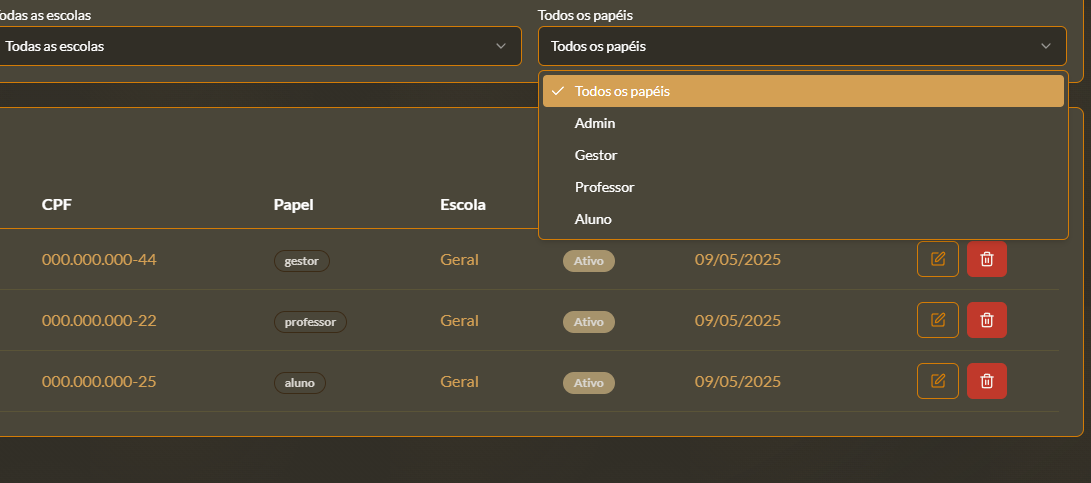 Todas as escolas
Todos os papéis
Todas as escolas
Todos os papéis
Todos os papéis
Admin
Gestor
Professor
Aluno
CPF Papel Escola
000.000.000-44 gestor Geral Ativo 09/05/2025
000.000.000-22 professor Geral Ativo 09/05/2025
000.000.000-25 aluno Geral Ativo 09/05/2025